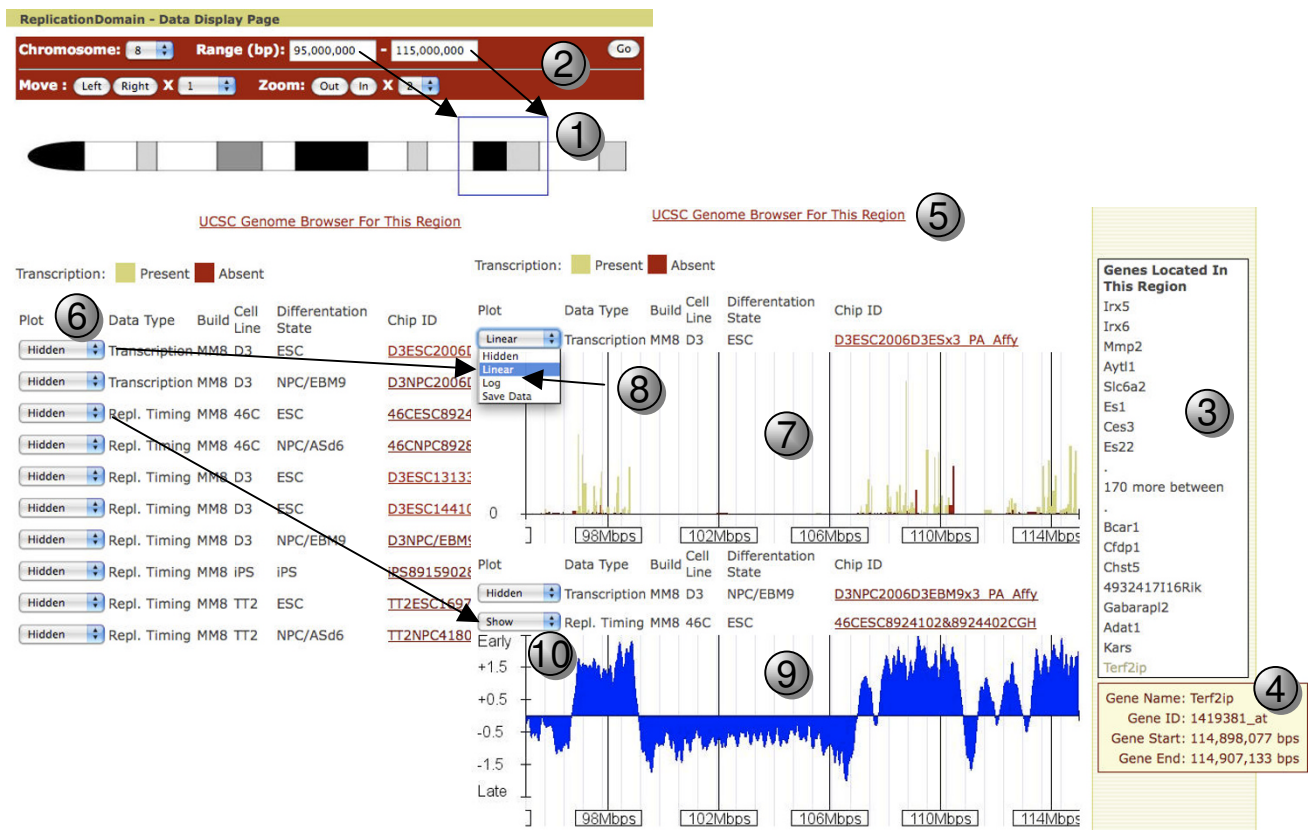 ReplicationDomain - Data Display Page
Chromosome: 8 Range (bp): 95,000,000 - 115,000,000 Go
2
Move : Left Right X 1 Zoom: Out In X 2
1
UCSC Genome Browser For This Region
Transcription: Present Absent
Plot 6 Data Type Build Cell Line Differentation State Chip ID
Hidden Transcription MM8 D3 ESC D3ESC2006D
Hidden Transcription MM8 D3 NPC/EBM9 D3NPC2006D
Hidden Repl. Timing MM8 46C ESC 46CESC8924
Hidden Repl. Timing MM8 46C NPC/ASd6 46CNPC8928
Hidden Repl. Timing MM8 D3 ESC D3ESC13133
Hidden Repl. Timing MM8 D3 ESC D3ESC14410
Hidden Repl. Timing MM8 D3 NPC/EBM9 D3NPC/EBM9
Hidden Repl. Timing MM8 iPS iPS iPS89159028
Hidden Repl. Timing MM8 TT2 ESC TT2ESC1697
Hidden Repl. Timing MM8 TT2 NPC/ASd6 TT2NPC4180
UCSC Genome Browser For This Region 5
Transcription: Present Absent
Plot Data Type Build Cell Line Differentation State Chip ID
Linear Transcription MM8 D3 ESC D3ESC2006D3ESx3_PA_Affy
Hidden
Linear
Log
Save Data
8
7
0
98Mbps 102Mbps 106Mbps 110Mbps 114Mbps
Plot Data Type Build Cell Line Differentation State Chip ID
Hidden Transcription MM8 D3 NPC/EBM9 D3NPC2006D3EBM9x3_PA_Affy
Show Repl. Timing MM8 46C ESC 46CESC8924102&8924402CGH
10
9
Early
+1.5
+0.5
-0.5
-1.5
Late
98Mbps 102Mbps 106Mbps 110Mbps 114Mbps
Genes Located In
This Region
Irx5
Irx6
Mmp2
Aytl1
Slc6a2
Es1
Ces3
Es22
.
170 more between
.
Bcar1
Cfdp1
Chst5
4932417I16Rik
Gabarapl2
Adat1
Kars
Terf2ip
3
4
Gene Name: Terf2ip
Gene ID: 1419381_at
Gene Start: 114,898,077 bps
Gene End: 114,907,133 bps